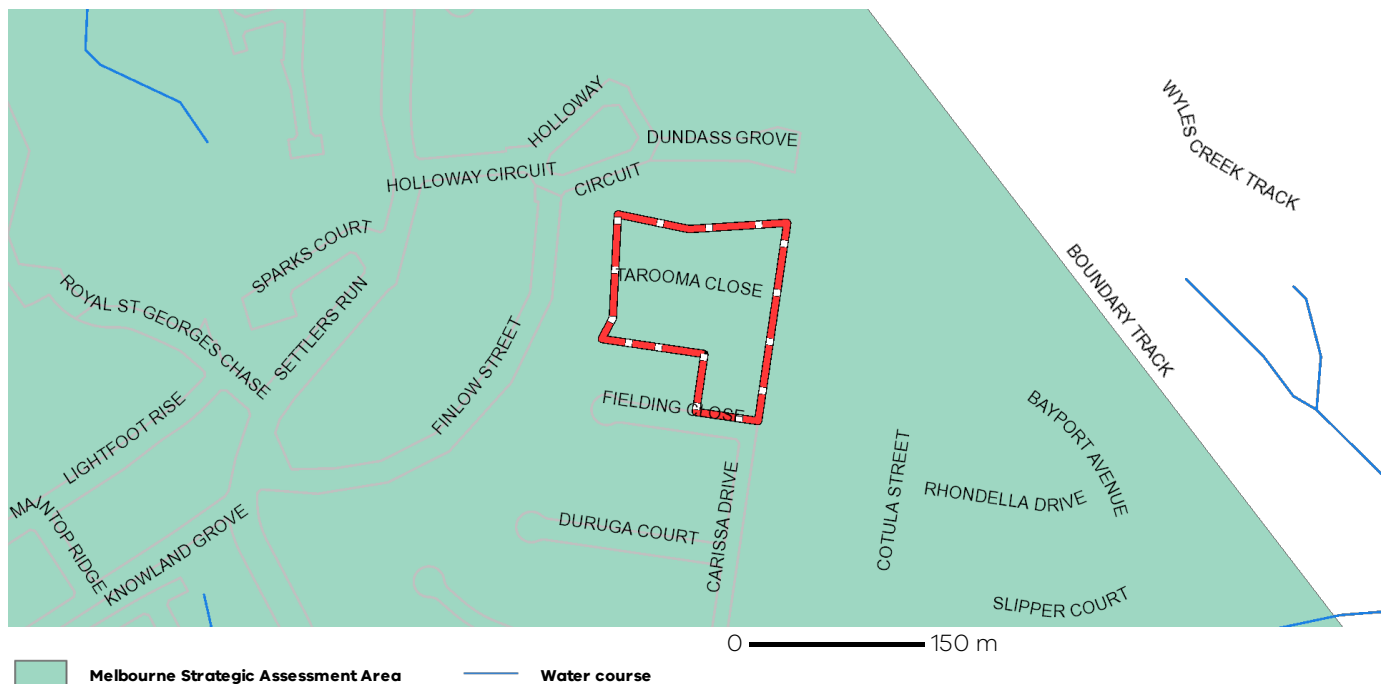 HOLLOWAY
DUNDASS GROVE
WYLES CREEK TRACK
HOLLOWAY CIRCUIT
CIRCUIT
SPARKS COURT
TAROOMA CLOSE
BOUNDARY TRACK
ROYAL ST GEORGES CHASE
SETTLERS RUN
FINLOW STREET
FIELDING CLOSE
LIGHTFOOT RISE
BAYPORT AVENUE
COTULA STREET
RHONDELLA DRIVE
MAINTOP RIDGE
KNOWLAND GROVE
DURUGA COURT
CARISSA DRIVE
SLIPPER COURT
0 150 m
Melbourne Strategic Assessment Area
Water course